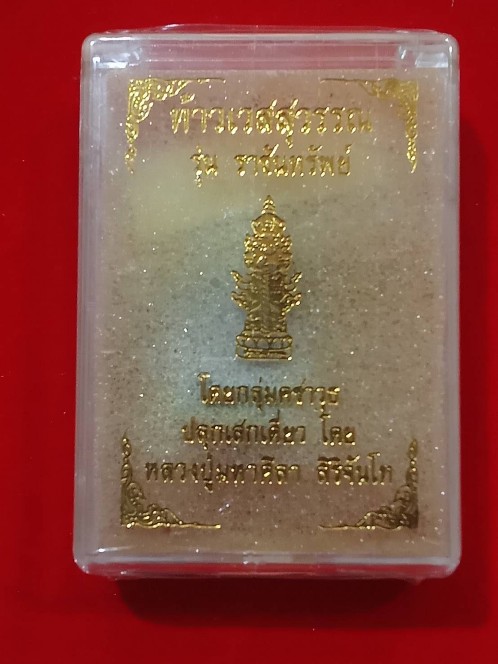 ท้าวเวสสุวรรณ
รุ่น ราชันทรัพย์
โดยกลุ่มคชาวุธ
ปลุกเสกเดี่ยว โดย
หลวงปู่มหาศิลา สิริจันโท